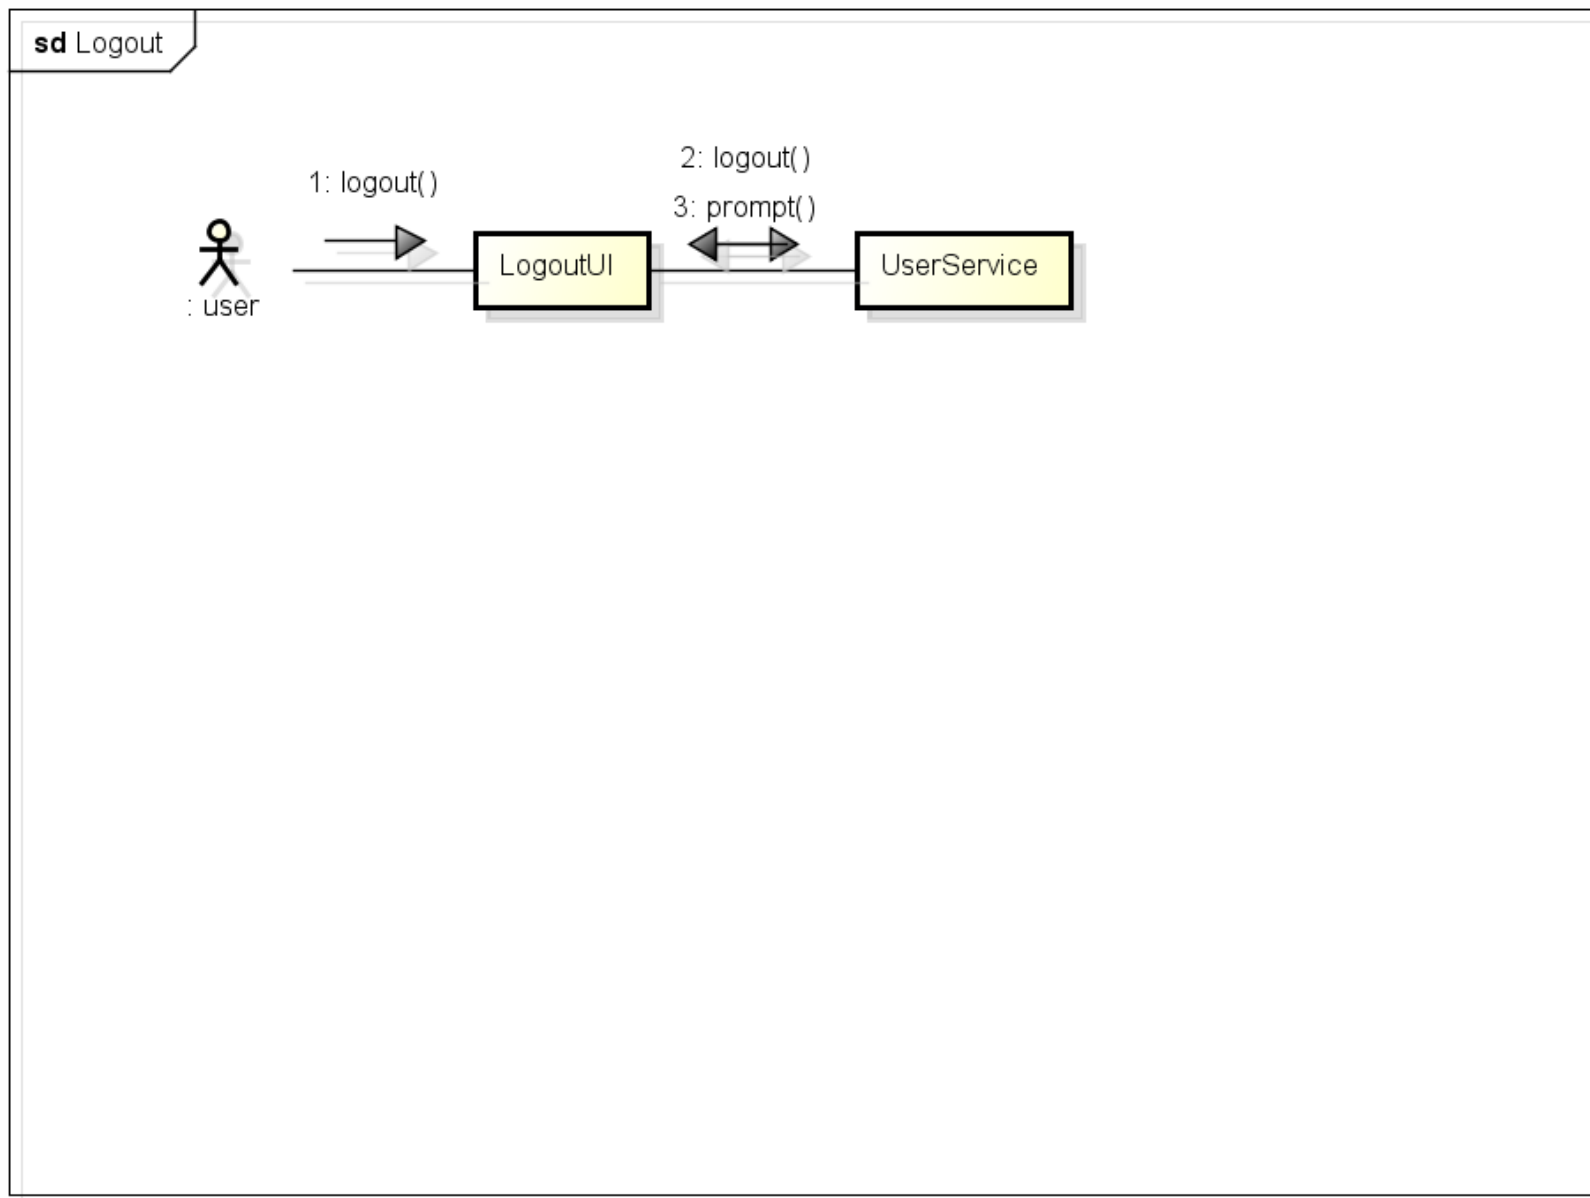 sd Logout
1: logout( )
2: logout( )
3: prompt( )
: user
LogoutUI
UserService